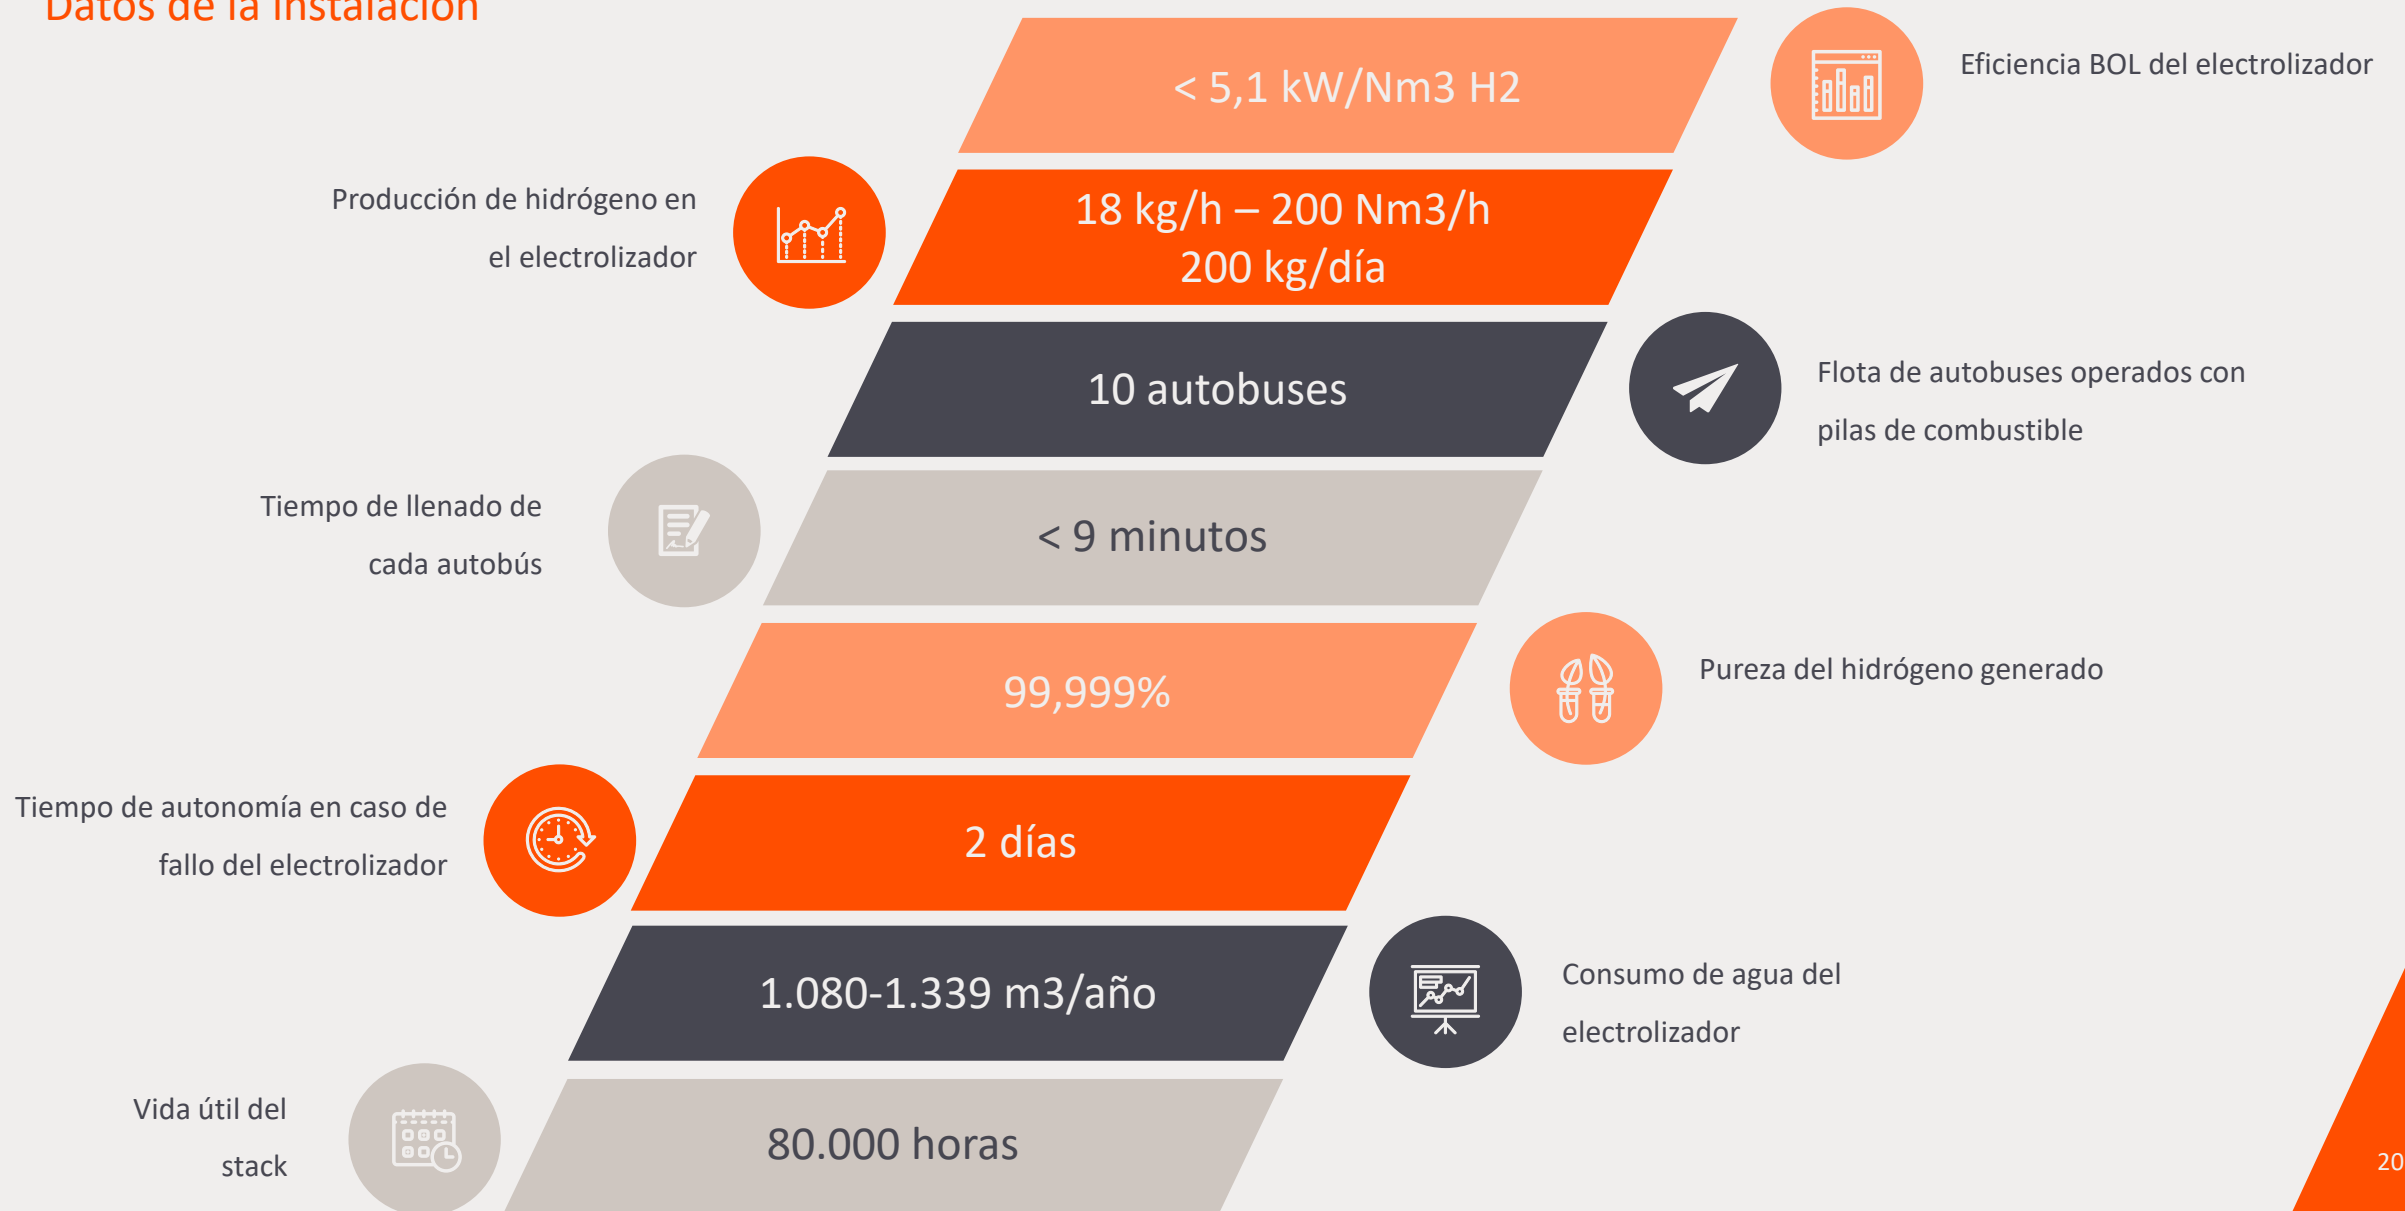 Datos de la instalación
< 5,1 kW/Nm3 H2
Eficiencia BOL del electrolizador
Producción de hidrógeno en
el electrolizador
18 kg/h – 200 Nm3/h
200 kg/día
10 autobuses
Flota de autobuses operados con
pilas de combustible
Tiempo de llenado de
cada autobús
< 9 minutos
99,999%
Pureza del hidrógeno generado
Tiempo de autonomía en caso de
fallo del electrolizador
2 días
1.080-1.339 m3/año
Consumo de agua del
electrolizador
Vida útil del
stack
80.000 horas
20